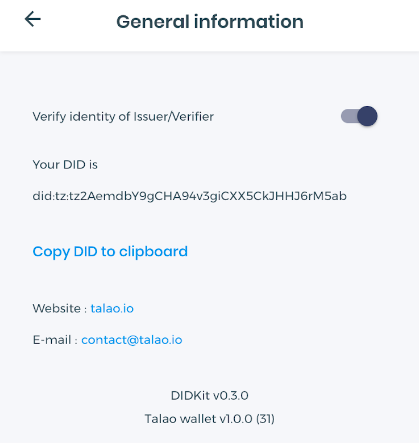 General information
Verify identity of Issuer/Verifier
Your DID is
did:tz:tz2AemdbY9gCHA94v3giCXX5CkJHHJ6rM5ab
Copy DID to clipboard
Website : talao.io
E-mail : contact@talao.io
DIDKit v0.3.0
Talao wallet v1.0.0 (31)